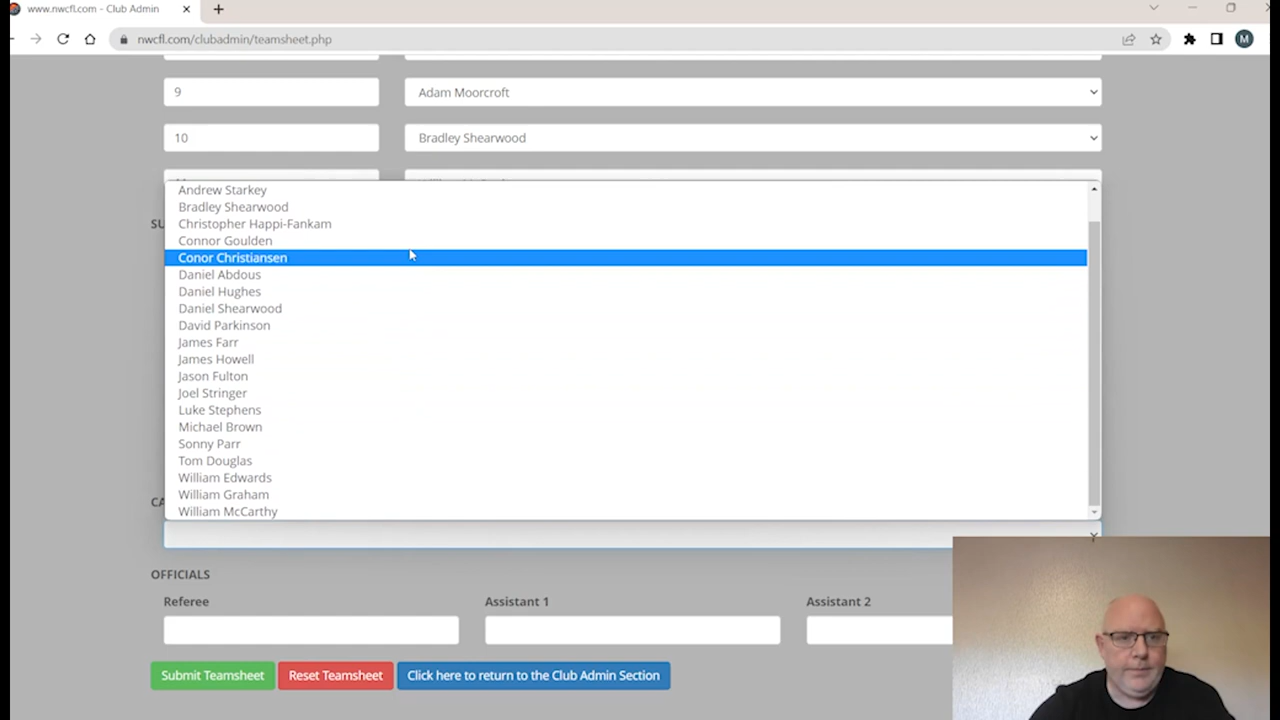 www.nwcfl.com - Club Admin
nwcfl.com/clubadmin/teamsheet.php
M
9
Adam Moorcroft
10
Bradley Shearwood
SU
Andrew Starkey
Bradley Shearwood
Christopher Happi-Fankam
Connor Goulden
Conor Christiansen
Daniel Abdous
Daniel Hughes
Daniel Shearwood
David Parkinson
James Farr
James Howell
Jason Fulton
Joel Stringer
Luke Stephens
Michael Brown
Sonny Parr
Tom Douglas
William Edwards
William Graham
William McCarthy
CA
OFFICIALS
Referee
Assistant 1
Assistant 2
Submit Teamsheet
Reset Teamsheet
Click here to return to the Club Admin Section